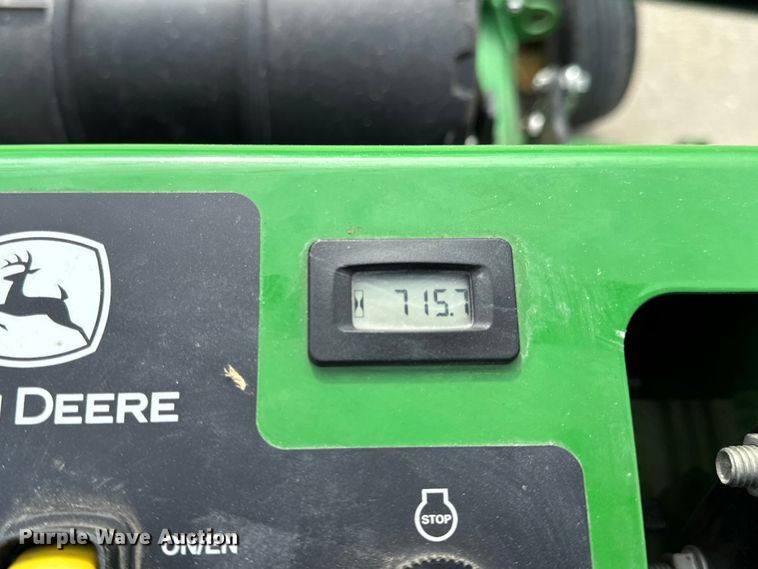 715.7
DEERE
STOP
ON/EN
Purple Wave Auction